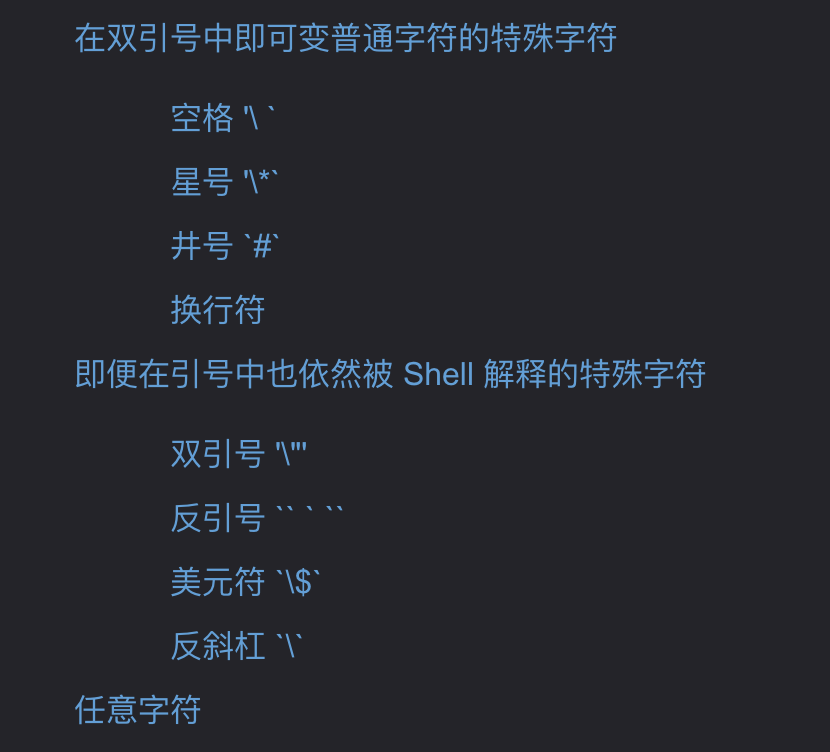 在双引号中即可变普通字符的特殊字符
空格 '\ `
星号 '\*`
井号 `#`
换行符
即便在引号中也依然被 Shell 解释的特殊字符
双引号 '\"'
反引号 `` ` ``
美元符 `\$`
反斜杠 `\`
任意字符